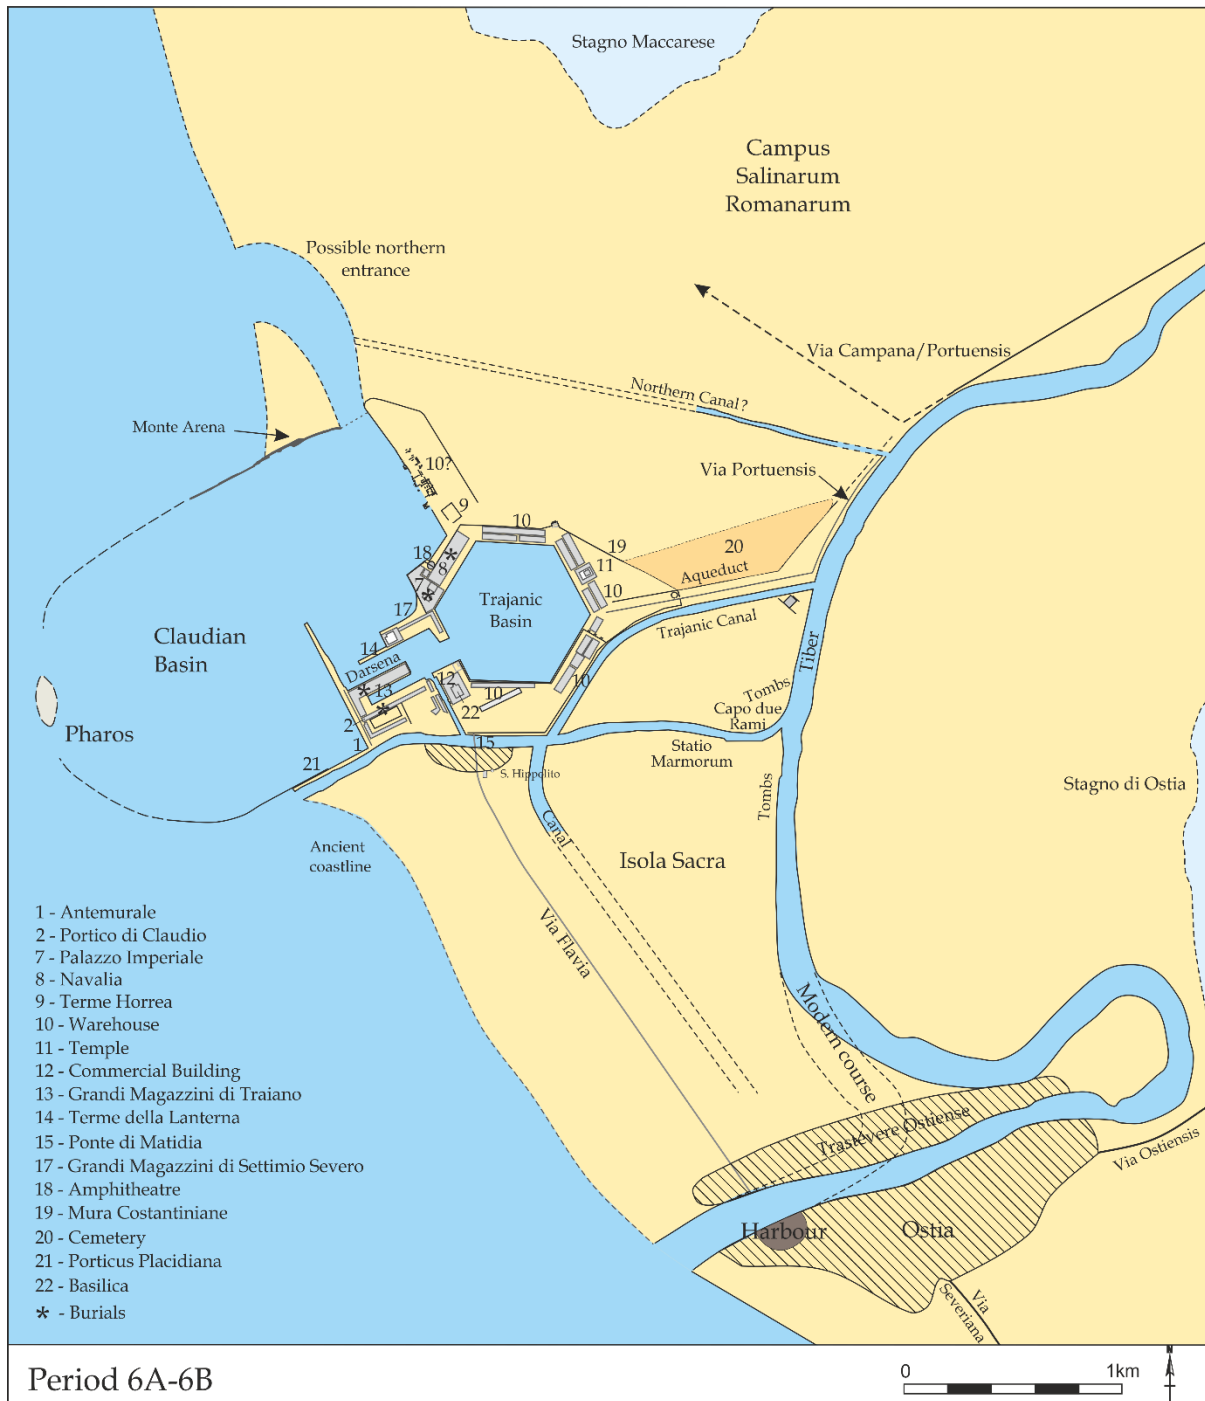 Stagno Maccarese
Campus
Salinarum
Romanarum
Possible northern
entrance
Via Campana/Portuensis
Northern Canal?
Monte Arena
10?
Via Portuensis
9
10
19
20
18
8
11
Aqueduct
7
10
17
Trajanic
Basin
Trajanic Canal
Claudian
Basin
14
Darsena
Tiber
12
13
10
10
Tombs
Capo due
Rami
22
2
Pharos
1
15
Statio
Marmorum
21
S. Hippolito
Tombs
Stagno di Ostia
Canal
Ancient
coastline
Isola Sacra
Via Flavia
Modern course
Trastevere Ostiense
Via Ostiensis
Harbour
Ostia
Via
Severiana
1 - Antemurale
2 - Portico di Claudio
7 - Palazzo Imperiale
8 - Navalia
9 - Terme Horrea
10 - Warehouse
11 - Temple
12 - Commercial Building
13 - Grandi Magazzini di Traiano
14 - Terme della Lanterna
15 - Ponte di Matidia
17 - Grandi Magazzini di Settimio Severo
18 - Amphitheatre
19 - Mura Costantiniane
20 - Cemetery
21 - Porticus Placidiana
22 - Basilica
* - Burials
Period 6A-6B
0
1km
N